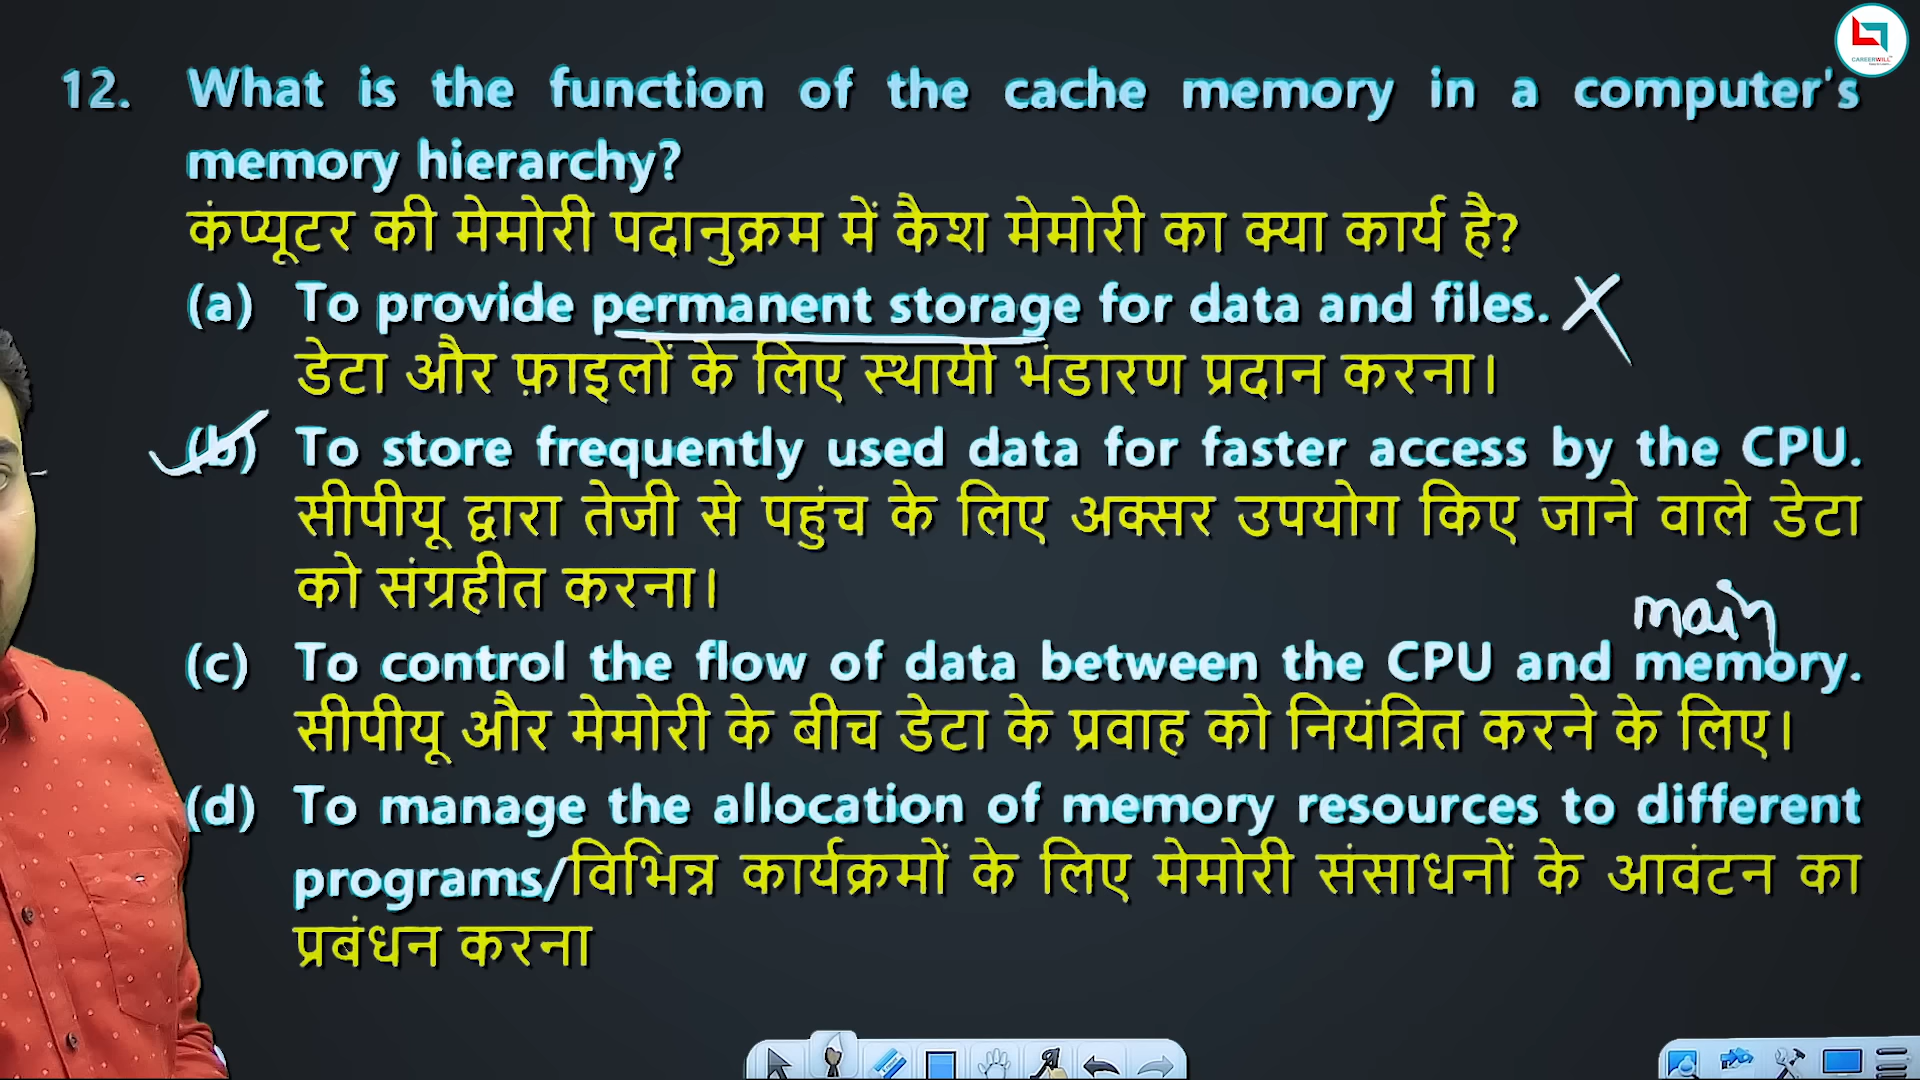 CAREERWILL
12. What is the function of the cache memory in a computer's
memory hierarchy?
कंप्यूटर की मेमोरी पदानुक्रम में कैश मेमोरी का क्या कार्य है?
(a) To provide permanent storage for data and files.
डेटा और फ़ाइलों के लिए स्थायी भंडारण प्रदान करना।
(b) To store frequently used data for faster access by the CPU.
सीपीयू द्वारा तेजी से पहुंच के लिए अक्सर उपयोग किए जाने वाले डेटा
को संग्रहीत करना।
main
(c) To control the flow of data between the CPU and memory.
सीपीयू और मेमोरी के बीच डेटा के प्रवाह को नियंत्रित करने के लिए।
(d) To manage the allocation of memory resources to different
programs/विभिन्न कार्यक्रमों के लिए मेमोरी संसाधनों के आवंटन का
प्रबंधन करना